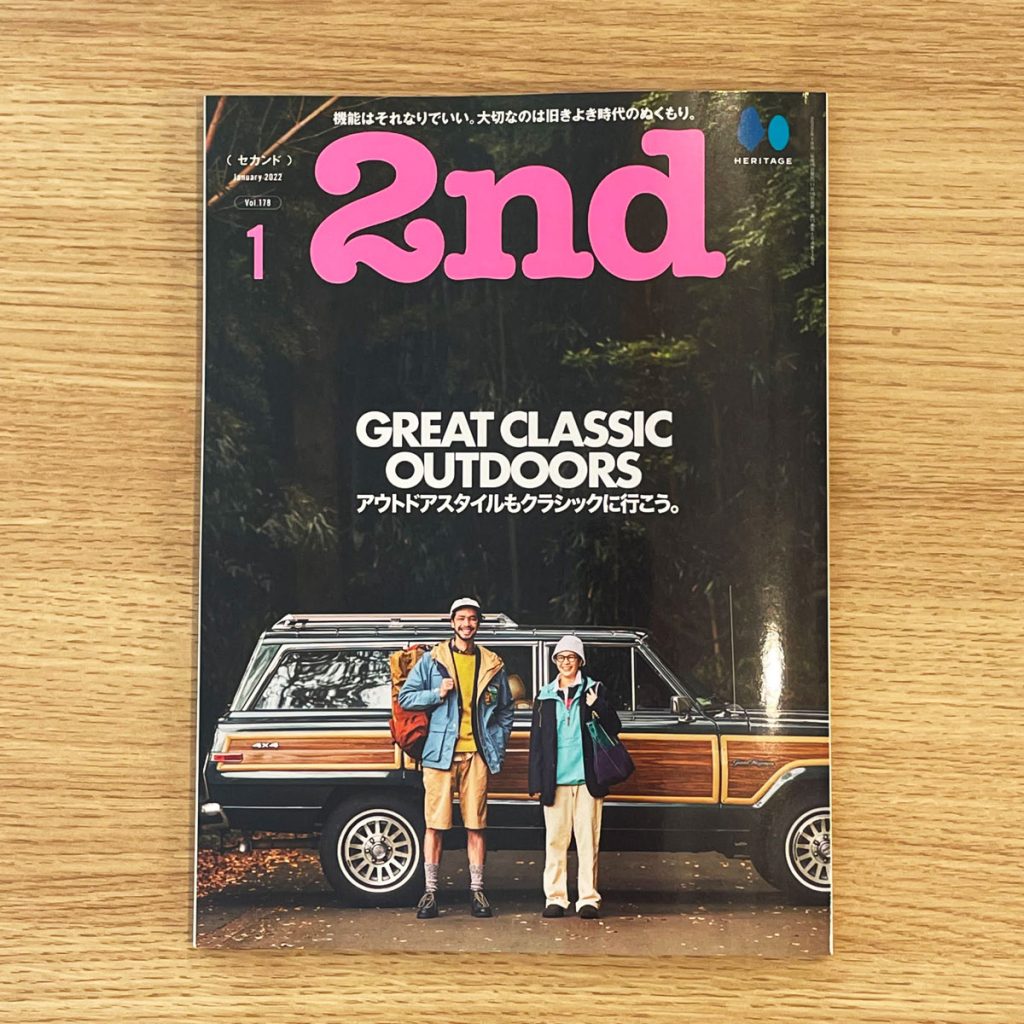 機能はそれなりでいい。大切なのは旧きよき時代のぬくもり。
( セカンド )
January 2022
Vol.178
1
2nd
HERITAGE
GREAT CLASSIC
OUTDOORS
アウトドアスタイルもクラシックに行こう。
4x4
Grand Wagoneer